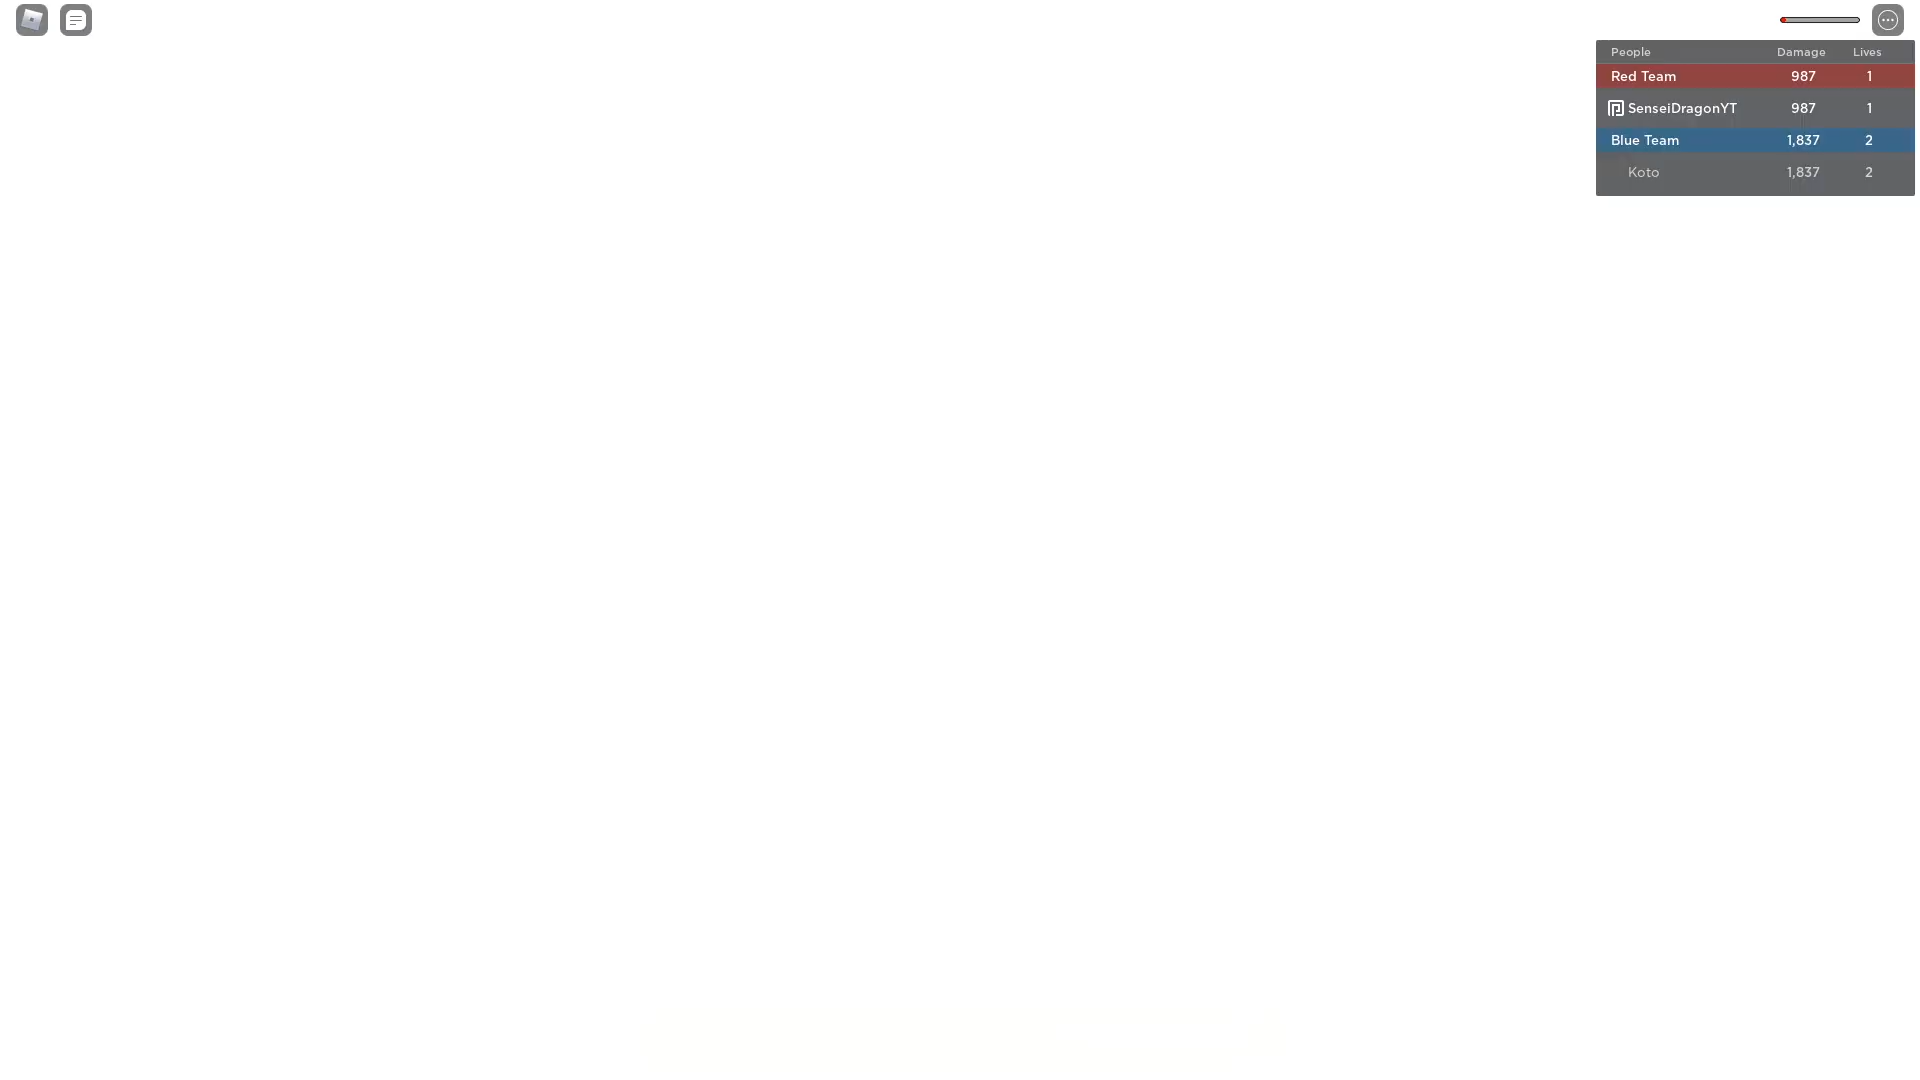 People Damage Lives
Red Team 987 1
SenseiDragonYT 987 1
Blue Team 1,837 2
Koto 1,837 2